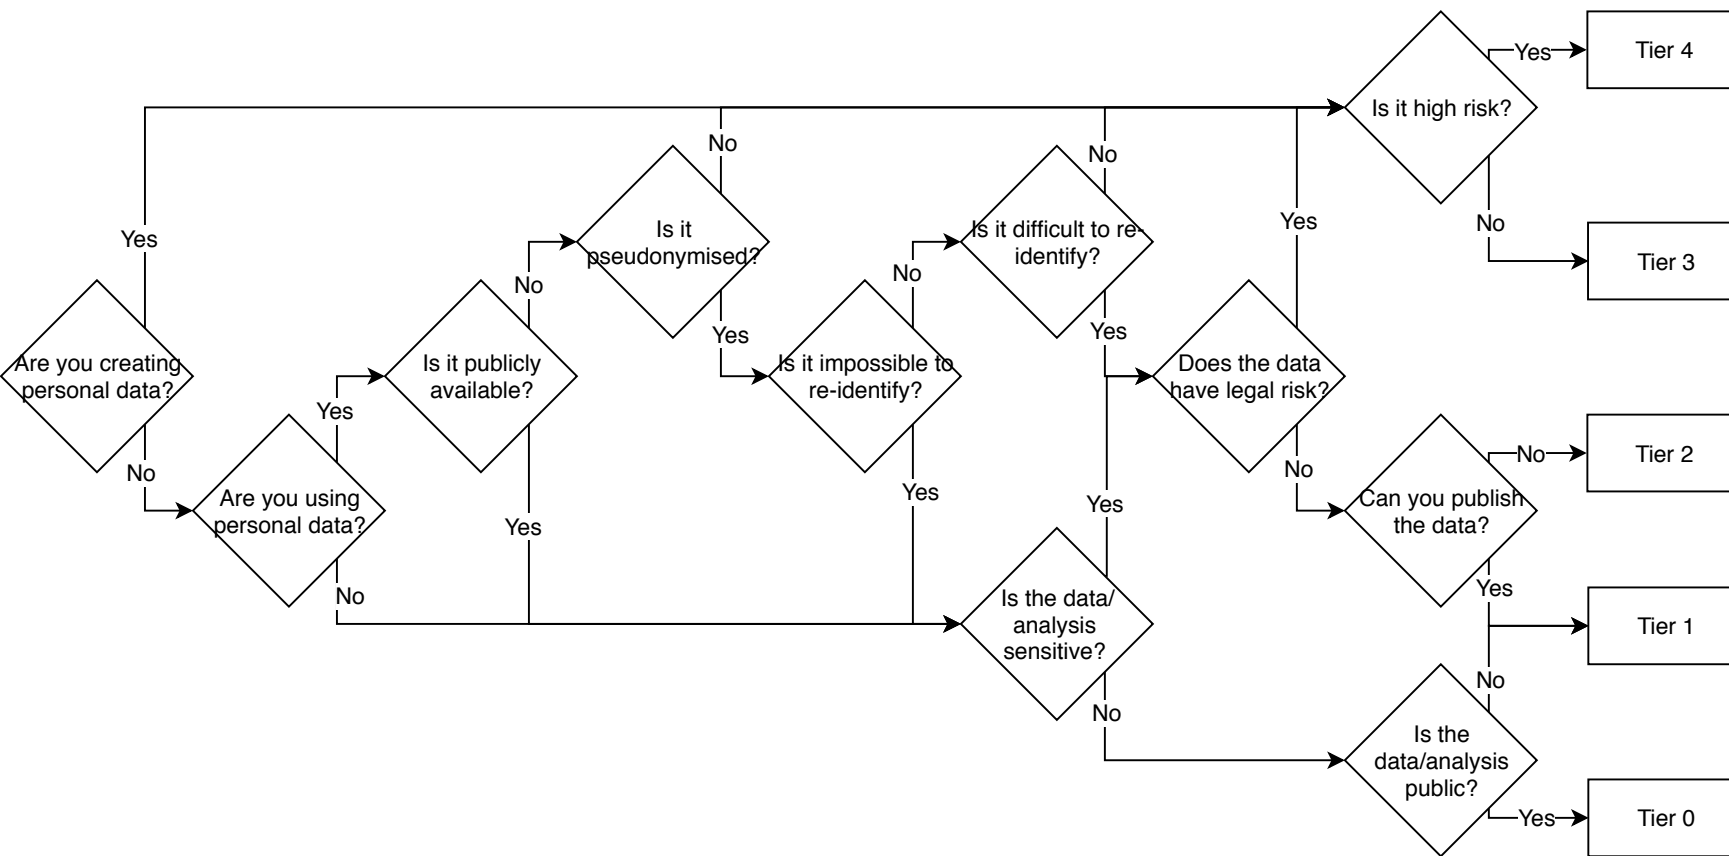 Are you creating
personal data?
Yes
No
Are you using
personal data?
Yes
No
Is it publicly
available?
No
Yes
Is it
pseudonymised?
No
Yes
Is it impossible to
re-identify?
No
Yes
Is it difficult to re-
identify?
No
Yes
Is the data/
analysis
sensitive?
Yes
No
Does the data
have legal risk?
Yes
No
Is it high risk?
Yes
No
Can you publish
the data?
No
Yes
Is the
data/analysis
public?
No
Yes
Tier 4
Tier 3
Tier 2
Tier 1
Tier 0